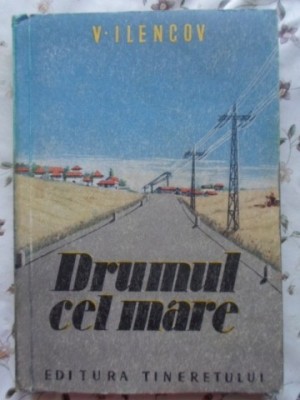 V. ILENCOV
Drumul
cel mare
EDITURA TINERETULUI